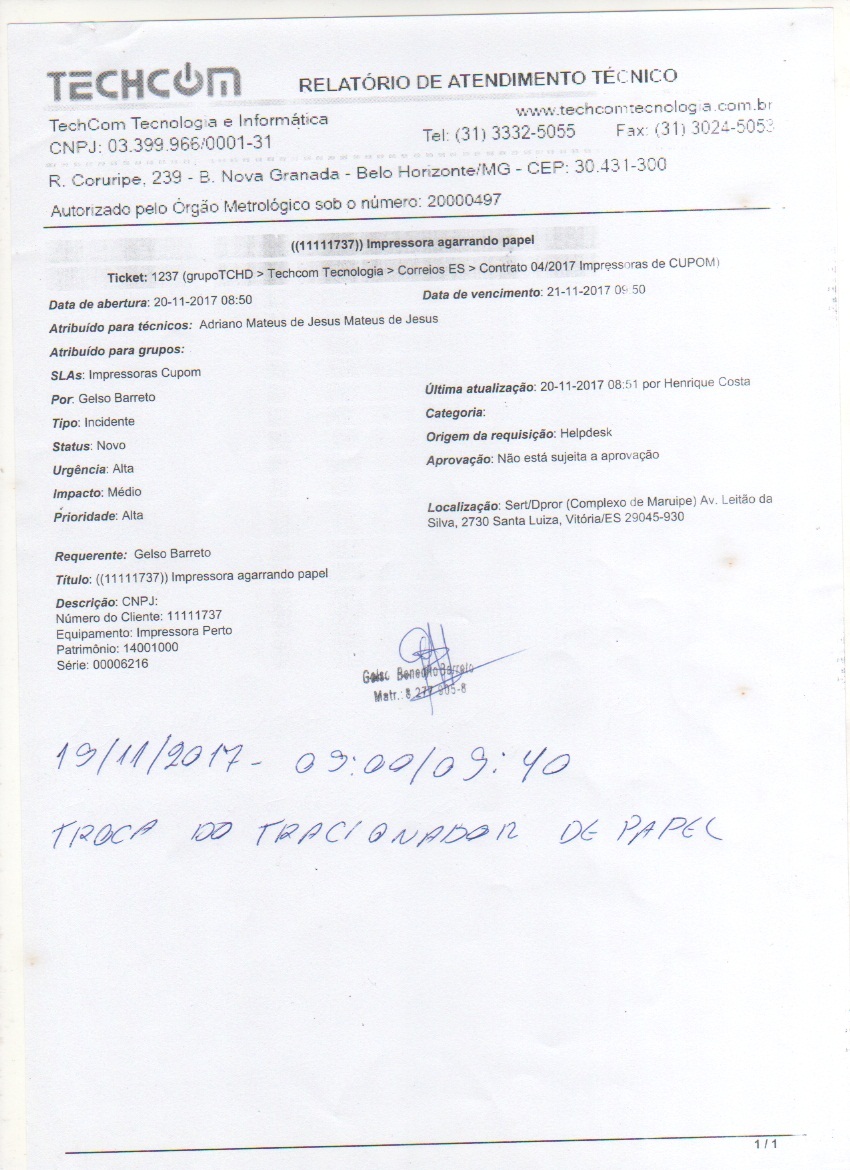 TECHCOM
RELATÓRIO DE ATENDIMENTO TÉCNICO
TechCom Tecnologia e Informática
www.techcomtecnologia.com.br
CNPJ: 03.399.966/0001-31
Tel: (31) 3332-5055 Fax: (31) 3024-5053
R. Coruripe, 239 - B. Nova Granada - Belo Horizonte/MG - CEP: 30.431-300
Autorizado pelo Órgão Metrológico sob o número: 20000497
((11111737)) Impressora agarrando papel
Ticket: 1237 (grupoTCHD > Techcom Tecnologia > Correios ES > Contrato 04/2017 Impressoras de CUPOM)
Data de abertura: 20-11-2017 08:50
Data de vencimento: 21-11-2017 09:50
Atribuído para técnicos: Adriano Mateus de Jesus Mateus de Jesus
Atribuído para grupos:
SLAs: Impressoras Cupom
Por: Gelso Barreto
Última atualização: 20-11-2017 08:51 por Henrique Costa
Tipo: Incidente
Categoria:
Status: Novo
Origem da requisição: Helpdesk
Urgência: Alta
Aprovação: Não está sujeita a aprovação
Impacto: Médio
Prioridade: Alta
Localização: Sert/Dpror (Complexo de Maruipe) Av. Leitão da
Silva, 2730 Santa Luiza, Vitória/ES 29045-930
Requerente: Gelso Barreto
Título: ((11111737)) Impressora agarrando papel
Descrição: CNPJ:
Número do Cliente: 11111737
Equipamento: Impressora Perto
Patrimônio: 14001000
Série: 00006216
Gelso Benedito Barreto
Matr.: 8.277.905-8
19/11/2017 - 09:00/09:40
TROCA DO TRACIONADOR DE PAPEL
1 / 1